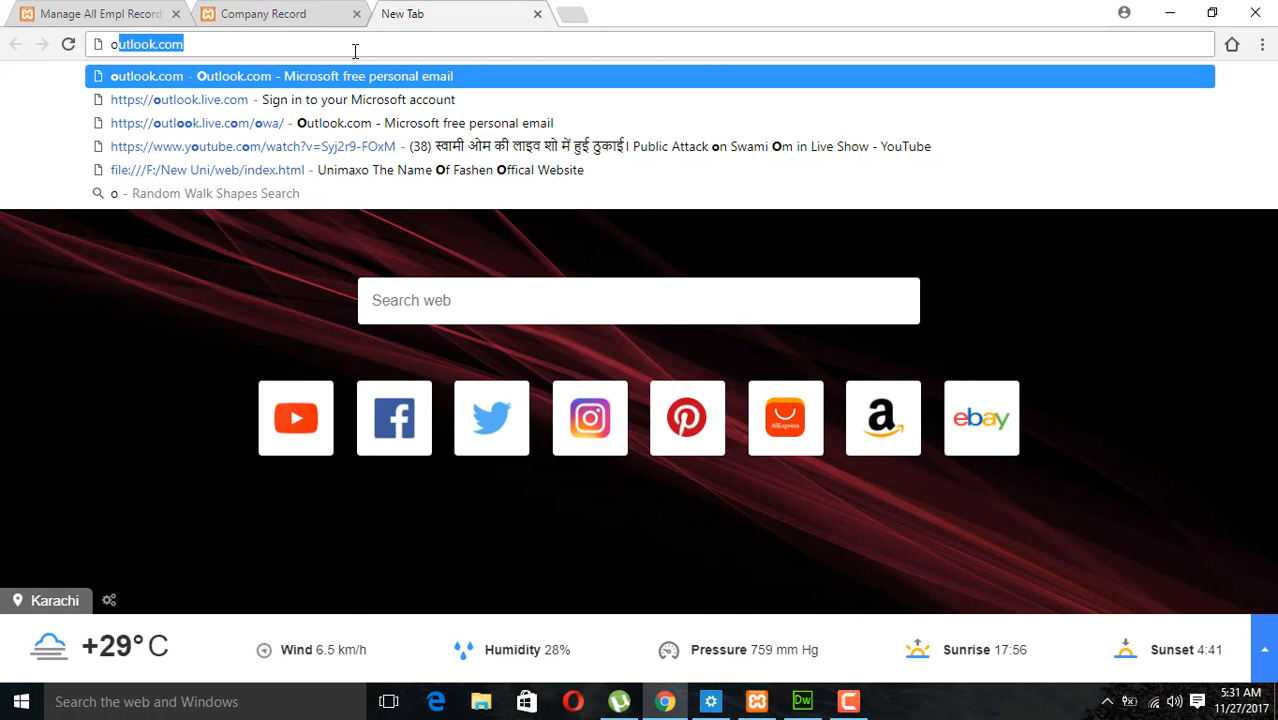 Manage All Empl Record
Company Record
New Tab
outlook.com
outlook.com - Outlook.com - Microsoft free personal email
https://outlook.live.com - Sign in to your Microsoft account
https://outlook.live.com/owa/ - Outlook.com - Microsoft free personal email
https://www.youtube.com/watch?v=Syj2r9-FOxM - (38) स्वामी ओम की लाइव शो में हुई ठुकाई। Public Attack on Swami Om in Live Show - YouTube
file:///F:/New Uni/web/index.html - Unimaxo The Name Of Fashen Offical Website
o - Random Walk Shapes Search
Search web
AliExpress
a
ebay
Karachi
+29° C
Wind 6.5 km/h
Humidity 28%
Pressure 759 mm Hg
Sunrise 17:56
Sunset 4:41
Search the web and Windows
Dw
5:31 AM
11/27/2017